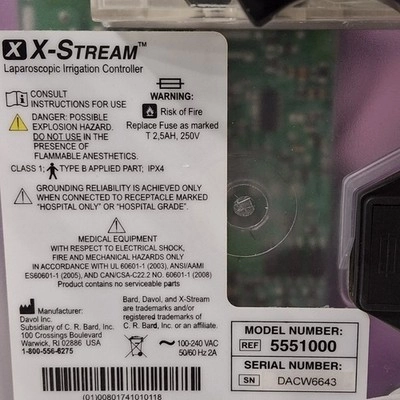 X X-STREAM™
Laparoscopic Irrigation Controller
CONSULT
INSTRUCTIONS FOR USE
WARNING:
Risk of Fire
Replace Fuse as marked
T 2,5AH, 250V
DANGER: POSSIBLE
EXPLOSION HAZARD.
DO NOT USE IN THE
PRESENCE OF
FLAMMABLE ANESTHETICS.
CLASS 1; TYPE B APPLIED PART; IPX4
GROUNDING RELIABILITY IS ACHIEVED ONLY
WHEN CONNECTED TO RECEPTACLE MARKED
"HOSPITAL ONLY" OR "HOSPITAL GRADE".
MEDICAL EQUIPMENT
WITH RESPECT TO ELECTRICAL SHOCK,
FIRE AND MECHANICAL HAZARDS ONLY
IN ACCORDANCE WITH UL 60601-1 (2003), ANSI/AAMI
ES60601-1 (2005), AND CAN/CSA-C22.2 NO. 60601-1 (2008)
Product contains no serviceable parts
Manufacturer:
Davol Inc.
Subsidiary of C. R. Bard, Inc.
100 Crossings Boulevard
Warwick, RI 02886 USA
1-800-556-6275
Bard, Davol, and X-Stream
are trademarks and/or
registered trademarks of
C. R. Bard, Inc. or an affiliate.
100-240 VAC
50/60 Hz 2A
(01)00801741010118
MODEL NUMBER:
REF 5551000
SERIAL NUMBER:
SN DACW6643